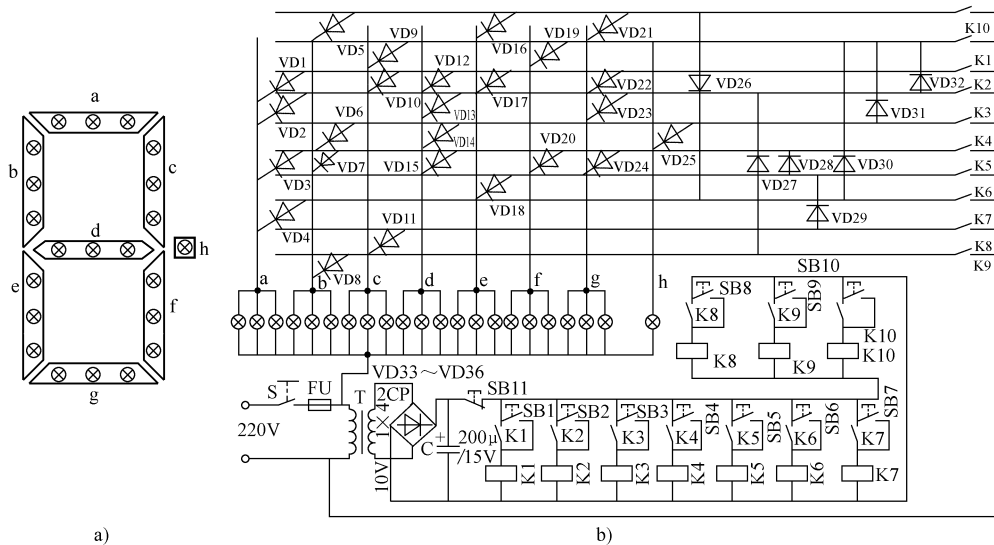 a
b
c
d
h
e
f
g
a)
VD5
VD9
VD16
VD19
VD21
K10
VD1
VD12
K1
VD10
VD17
VD22
VD26
VD32
K2
VD2
VD6
VD13
VD23
VD31
K3
VD14
VD20
K4
VD3
VD7
VD15
VD24
VD25
VD27
VD28
VD30
K5
VD18
K6
VD4
VD11
VD29
K7
K8
VD8
K9
a
b
c
d
e
f
g
h
SB10
SB8
SB9
K8
K9
K10
K8
K9
K10
VD33～VD36
S
FU
T
2CP
1×4
10V
220V
SB11
C
+
200μ
/15V
SB1
SB2
SB3
SB4
SB5
SB6
SB7
K1
K2
K3
K4
K5
K6
K7
K1
K2
K3
K4
K5
K6
K7
b)